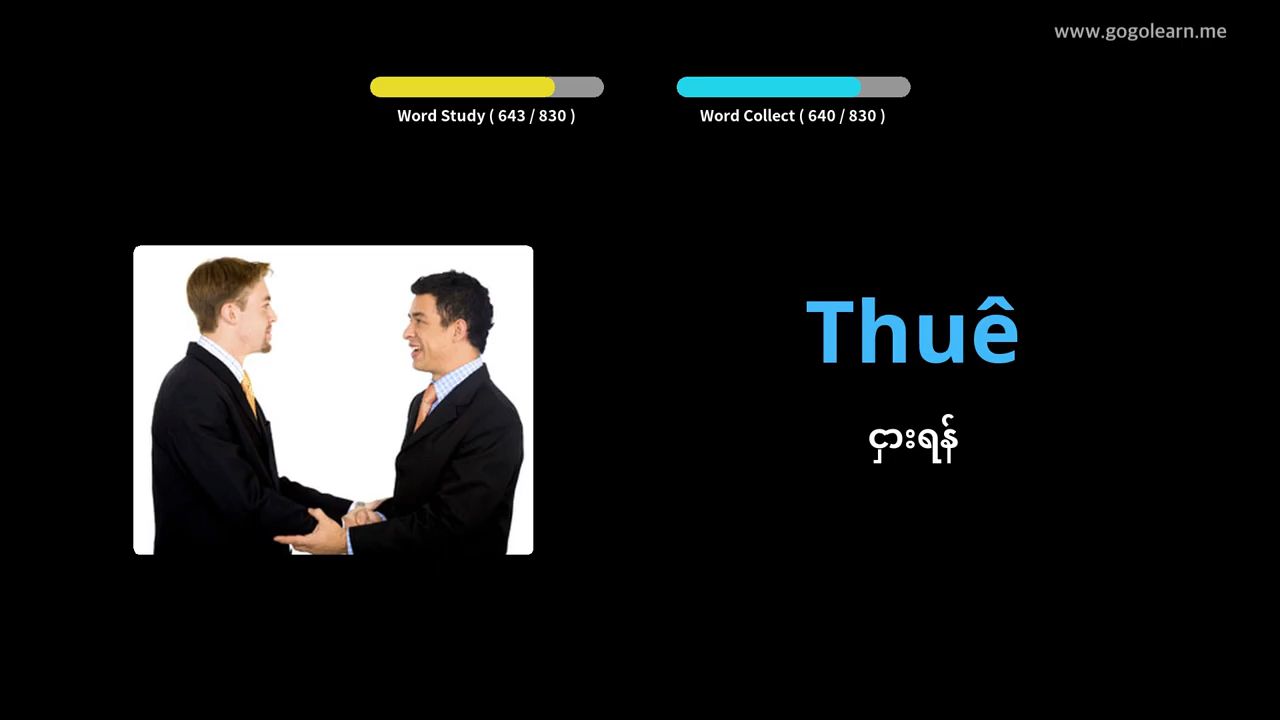 www.gogolearn.me
Word Study ( 643 / 830 )
Word Collect ( 640 / 830 )
Thuê
ငှားရန်